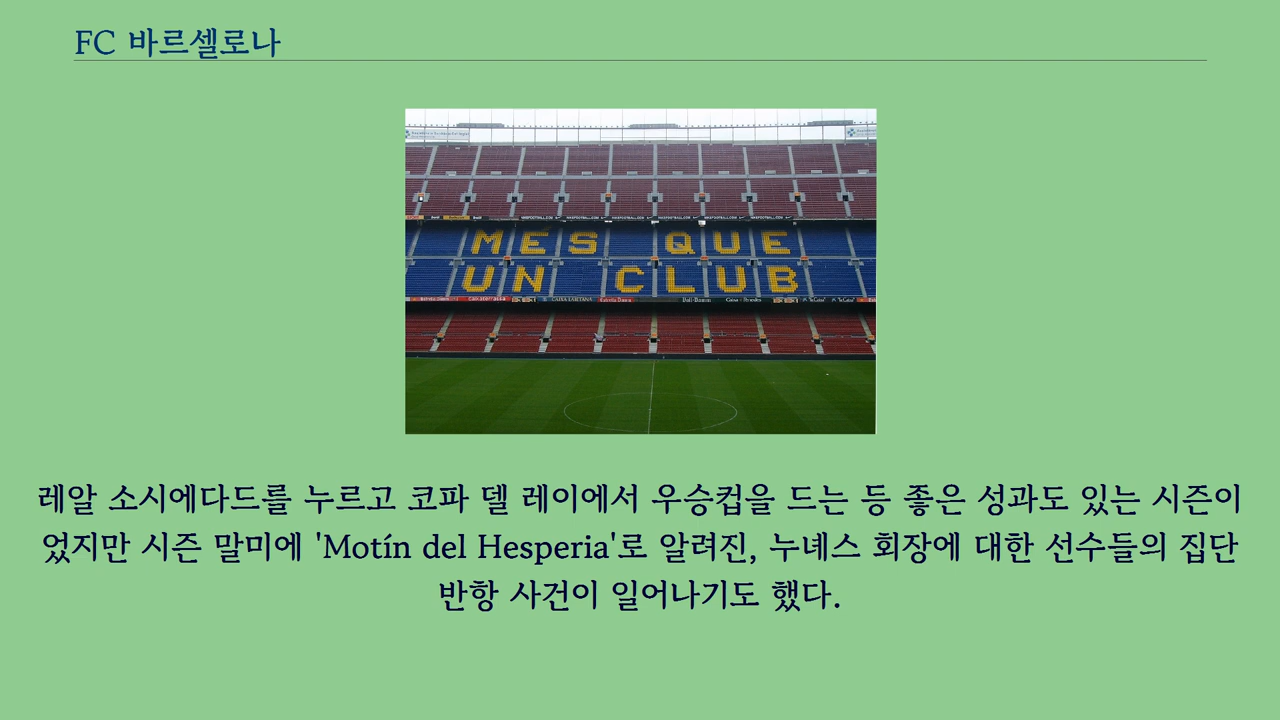 FC 바르셀로나
MES QUE
UN CLUB
레알 소시에다드를 누르고 코파 델 레이에서 우승컵을 드는 등 좋은 성과도 있는 시즌이
었지만 시즌 말미에 'Motín del Hesperia'로 알려진, 누녜스 회장에 대한 선수들의 집단
반항 사건이 일어나기도 했다.